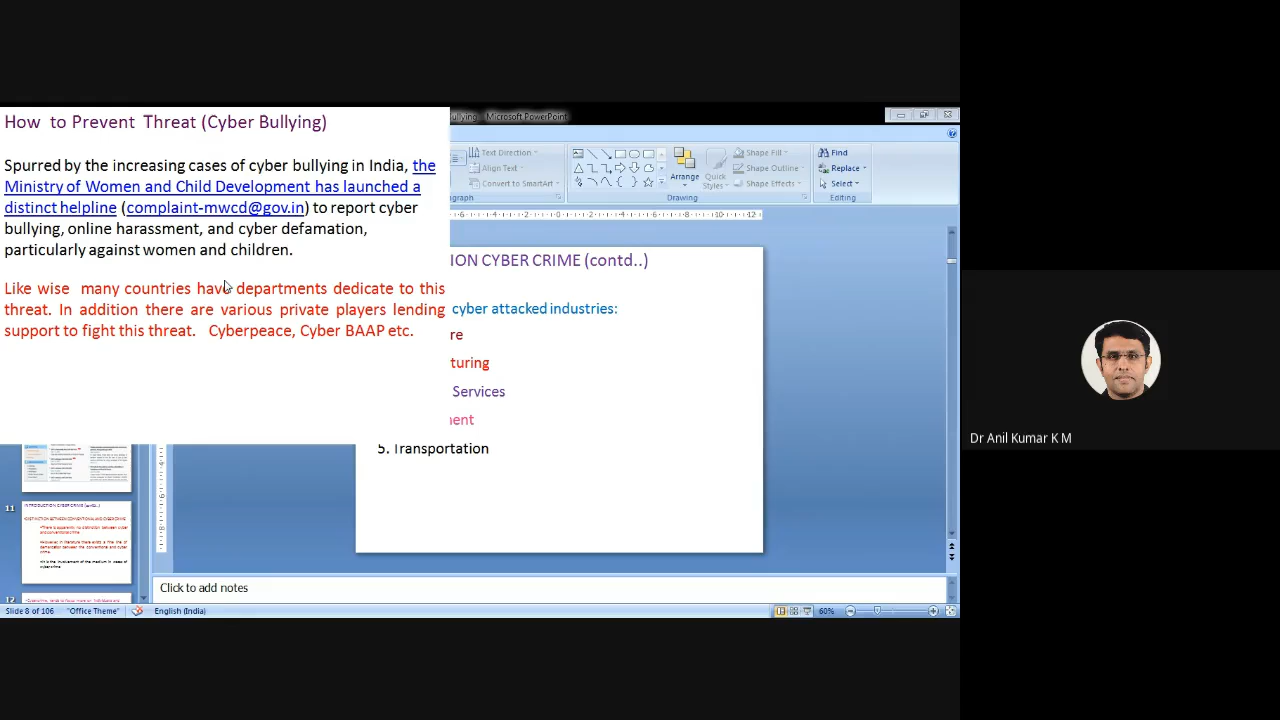 How to Prevent Threat (Cyber Bullying)
Spurred by the increasing cases of cyber bullying in India, the
Ministry of Women and Child Development has launched a
distinct helpline (complaint-mwcd@gov.in) to report cyber
bullying, online harassment, and cyber defamation,
particularly against women and children.
Like wise many countries have departments dedicate to this
threat. In addition there are various private players lending
support to fight this threat. Cyberpeace, Cyber BAAP etc.
Microsoft PowerPoint
Text Direction
Align Text
Convert to SmartArt
Arrange
Quick
Styles
Shape Fill
Shape Outline
Shape Effects
Drawing
Find
Replace
Select
Editing
ION CYBER CRIME (contd..)
cyber attacked industries:
re
turing
Services
ent
5. Transportation
11
INTRODUCTION CYBER CRIME (contd..)
12
Click to add notes
Slide 8 of 106
"Office Theme"
English (India)
60%
Dr Anil Kumar K M